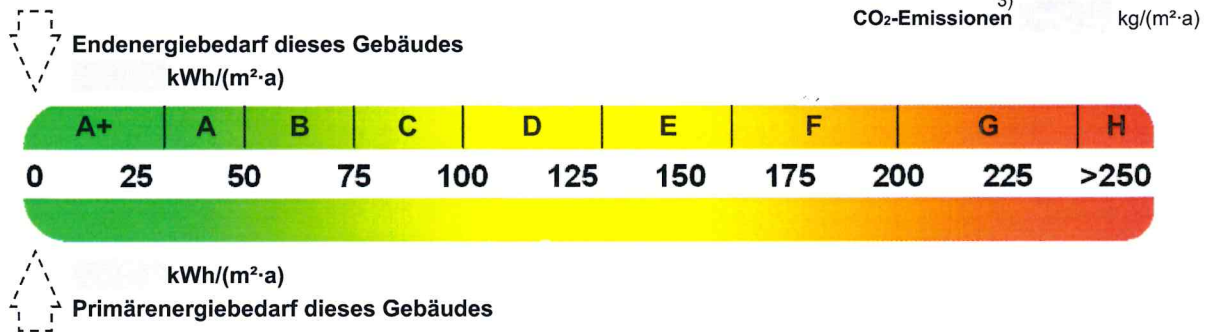 3)
CO₂-Emissionen kg/(m²·a)
Endenergiebedarf dieses Gebäudes
kWh/(m²·a)
A+ A B C D E F G H
0 25 50 75 100 125 150 175 200 225 >250
kWh/(m²·a)
Primärenergiebedarf dieses Gebäudes